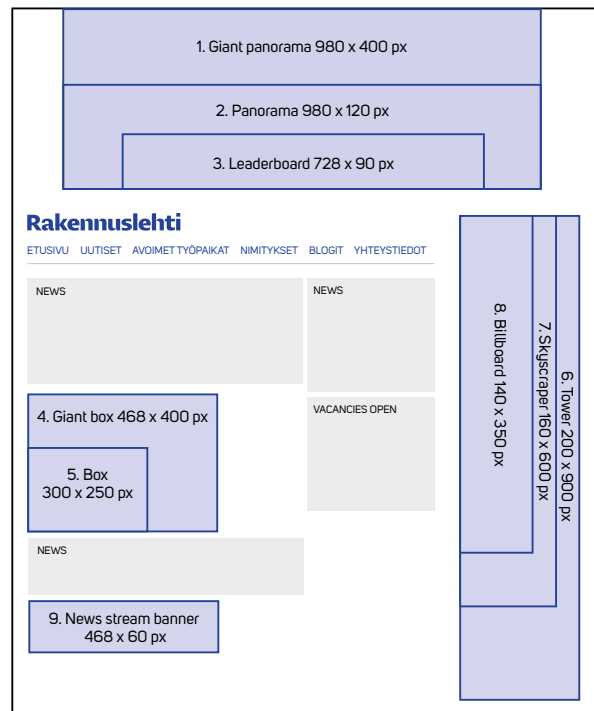 1. Giant panorama 980 x 400 px
2. Panorama 980 x 120 px
3. Leaderboard 728 x 90 px
Rakennuslehti
ETUSIVU UUTISET AVOIMET TYÖPAIKAT NIMITYKSET BLOGIT YHTEYSTIEDOT
NEWS
NEWS
4. Giant box 468 x 400 px
5. Box
300 x 250 px
VACANCIES OPEN
NEWS
9. News stream banner
468 x 60 px
8. Billboard 140 x 350 px
7. Skyscraper 160 x 600 px
6. Tower 200 x 900 px